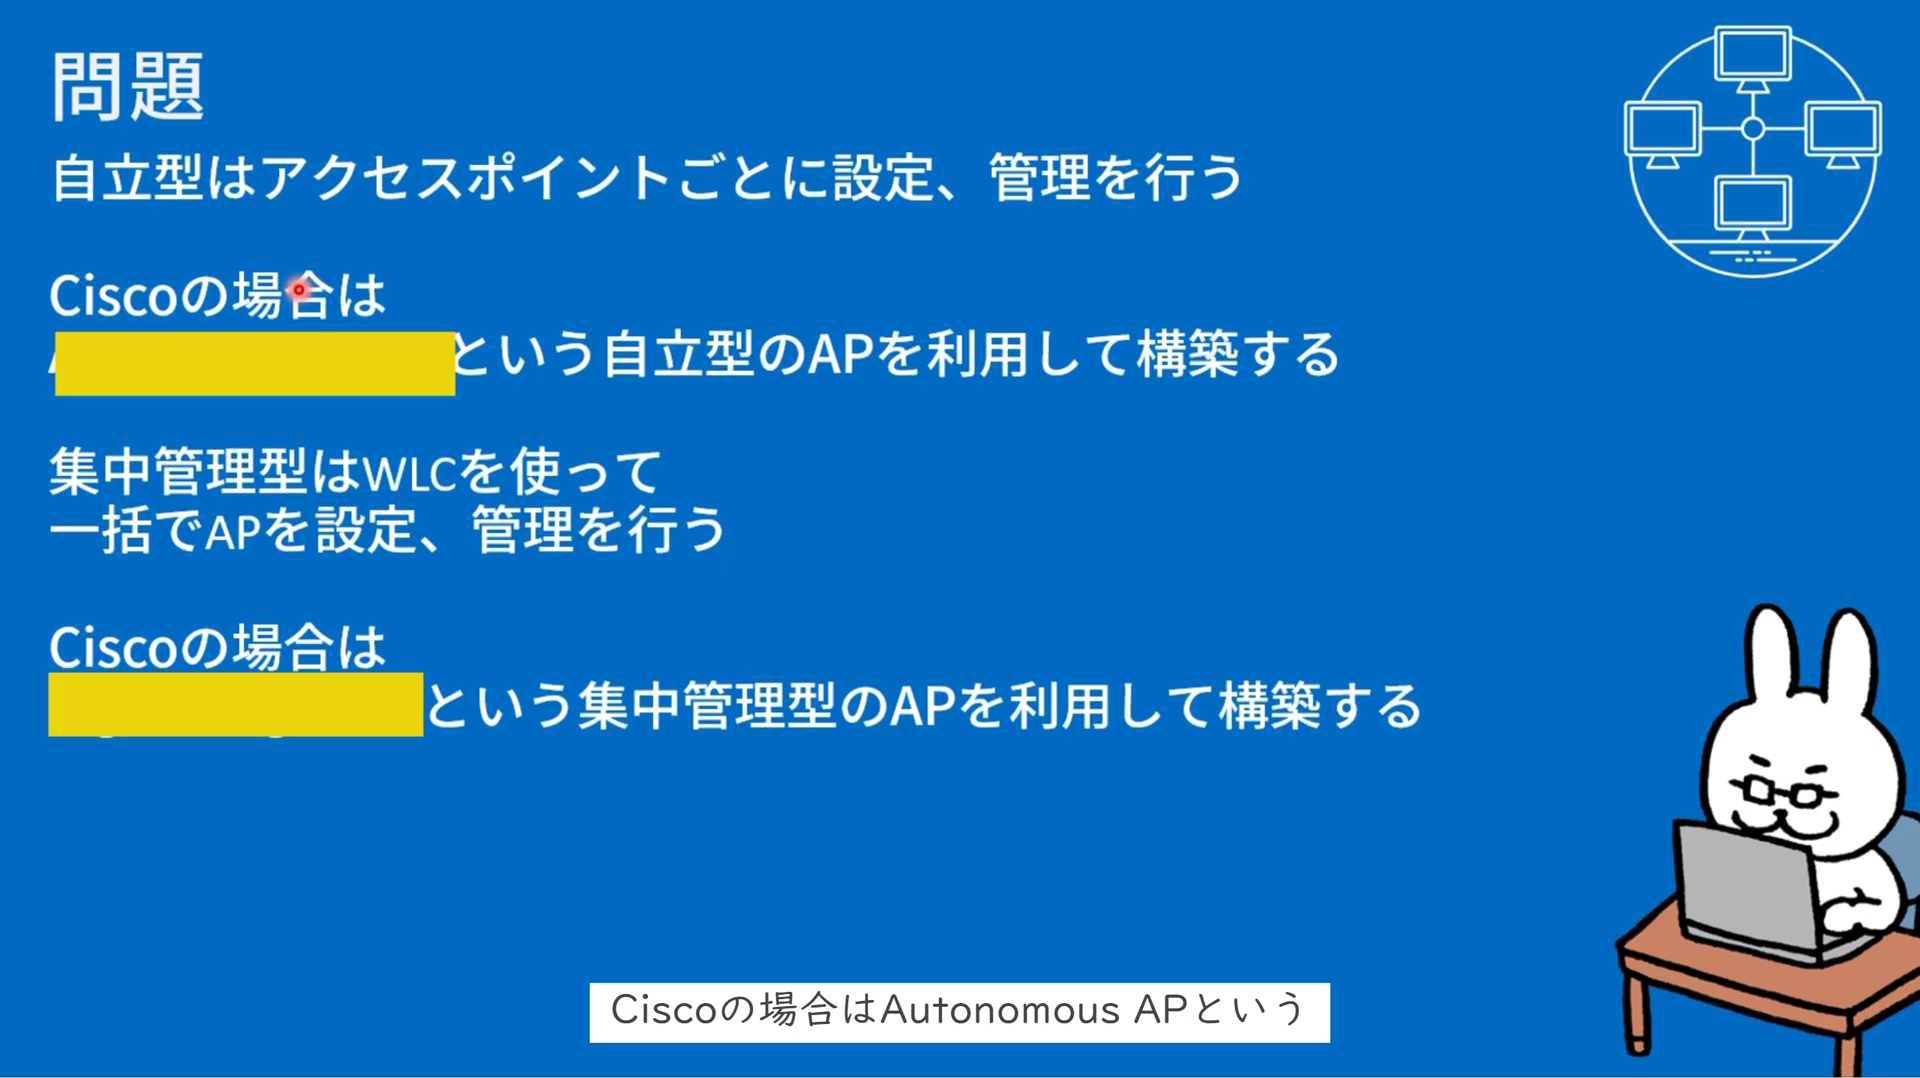 問題
自立型はアクセスポイントごとに設定、管理を行う
Ciscoの場合は
という自立型のAPを利用して構築する
集中管理型はWLCを使って
一括でAPを設定、管理を行う
Ciscoの場合は
という集中管理型のAPを利用して構築する
Ciscoの場合はAutonomous APという